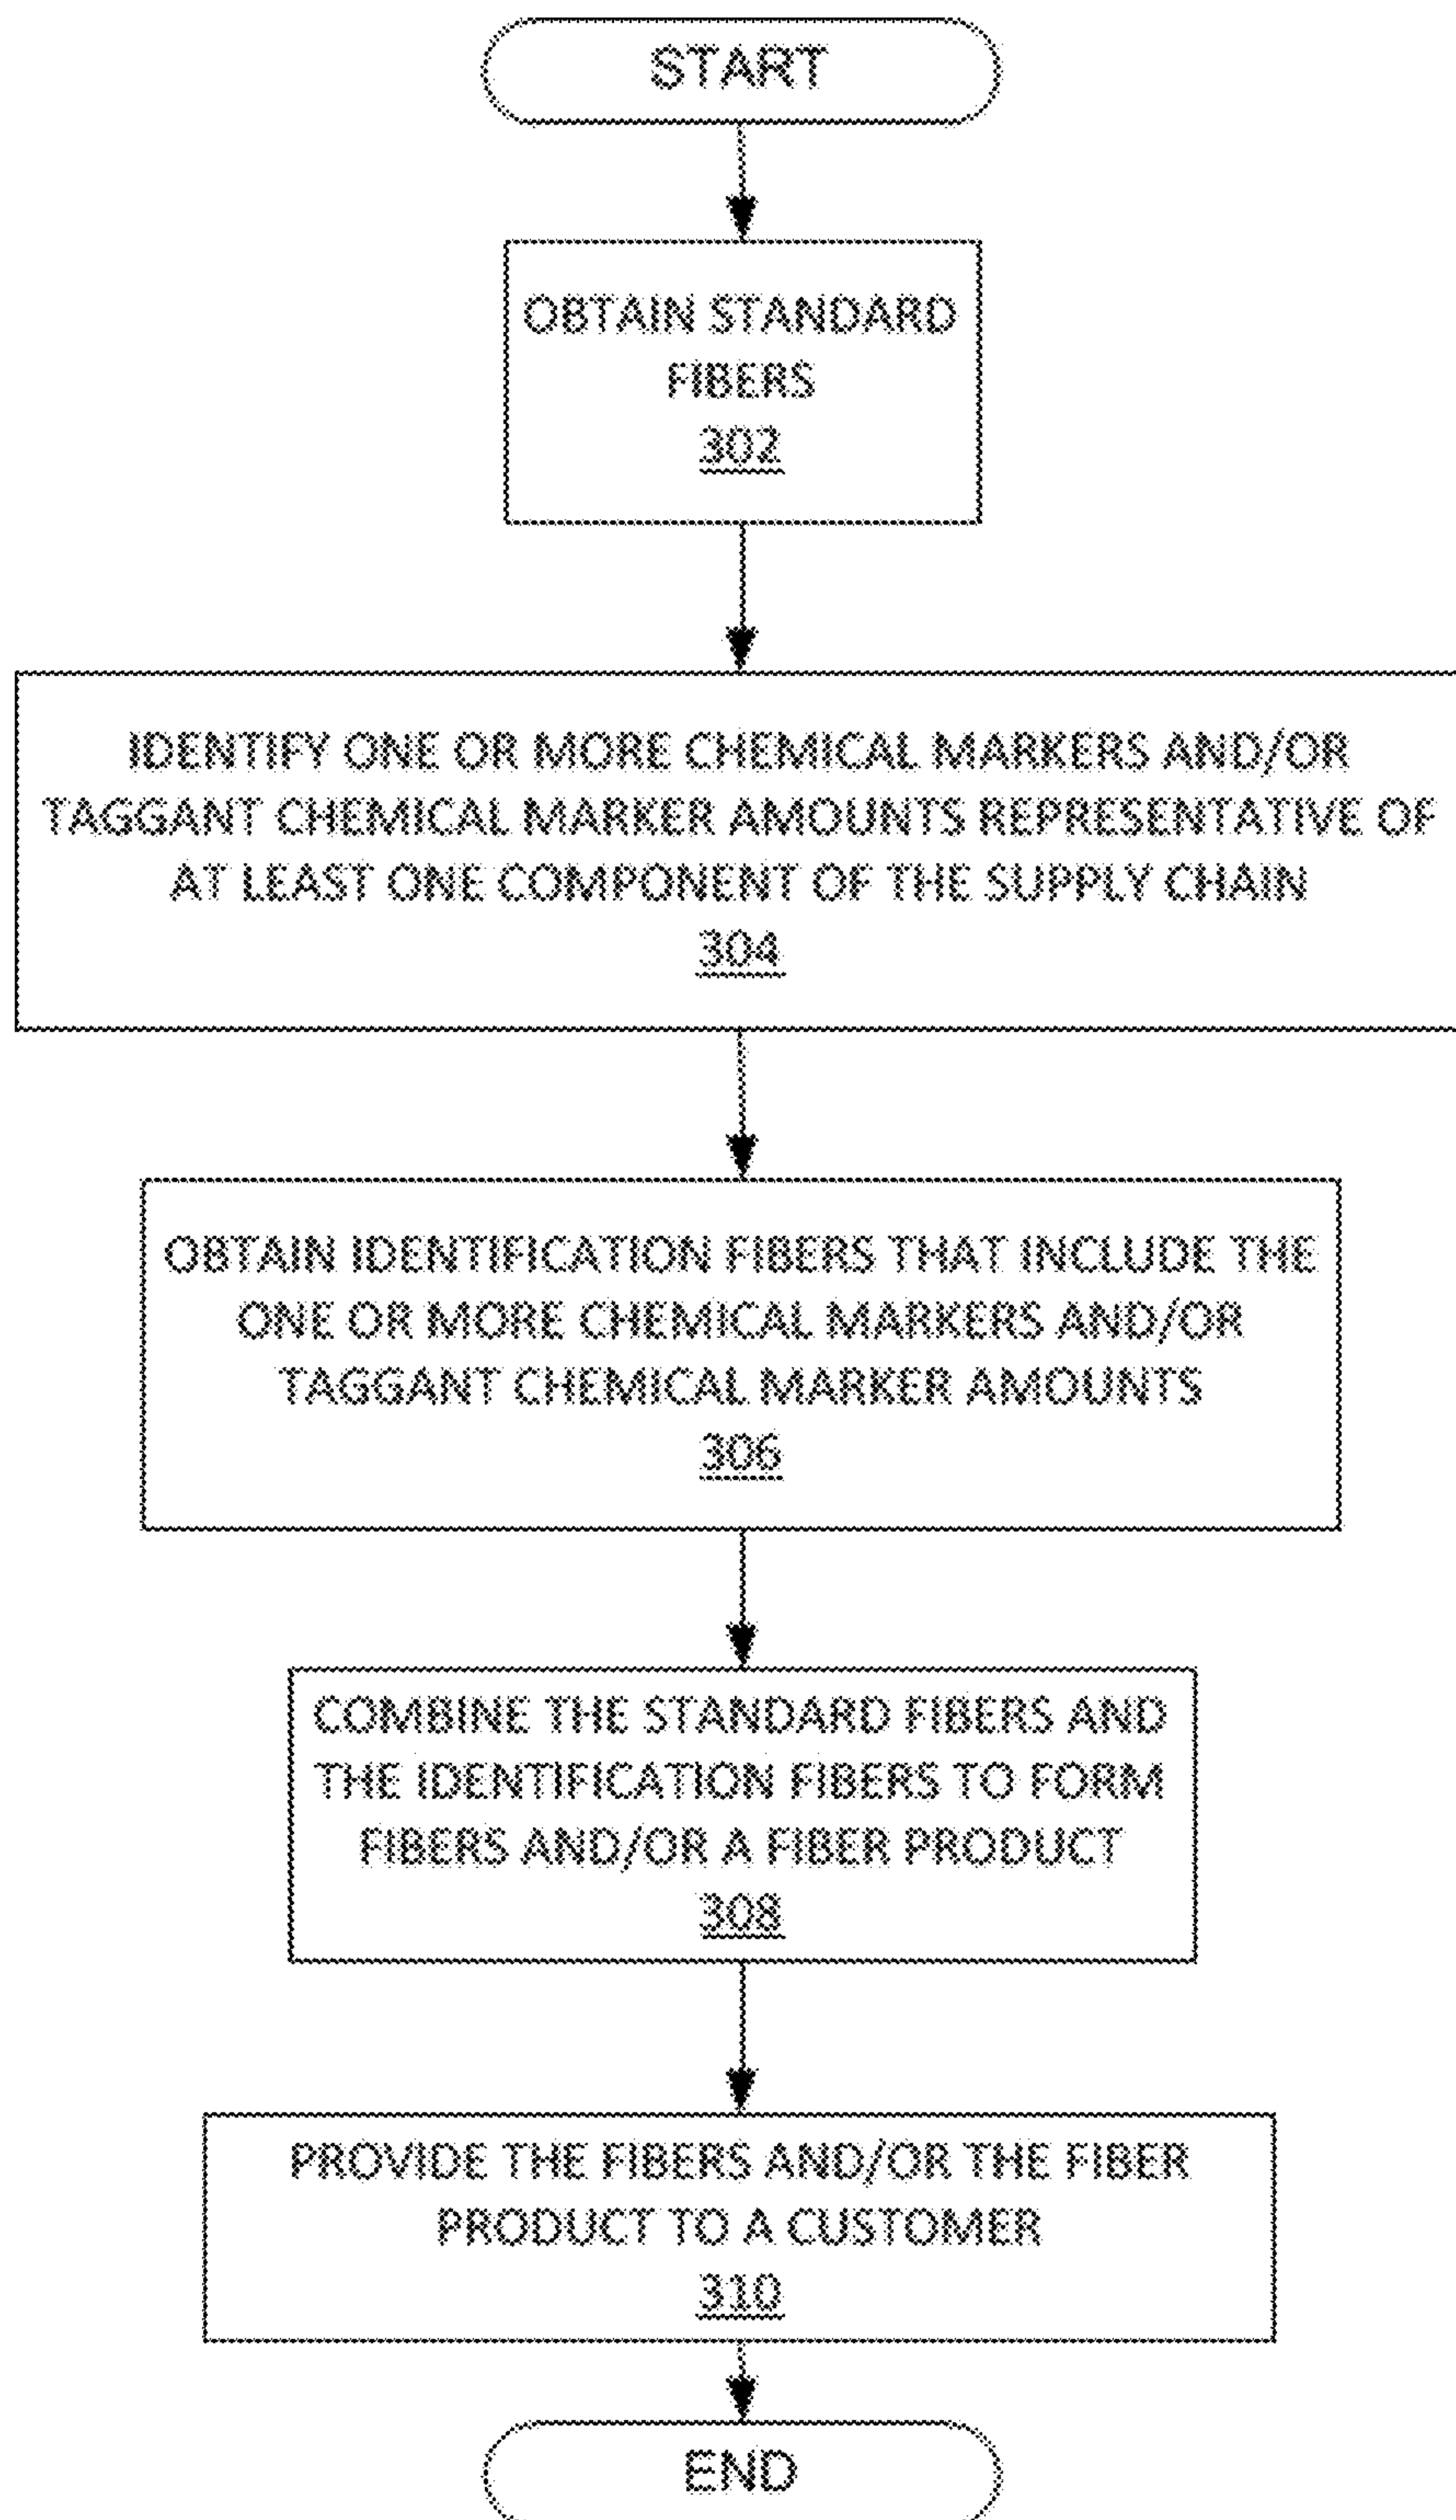 START
OBTAIN STANDARD
FIBERS
302
IDENTIFY ONE OR MORE CHEMICAL MARKERS AND/OR
TAGGANT CHEMICAL MARKER AMOUNTS REPRESENTATIVE OF
AT LEAST ONE COMPONENT OF THE SUPPLY CHAIN
304
OBTAIN IDENTIFICATION FIBERS THAT INCLUDE THE
ONE OR MORE CHEMICAL MARKERS AND/OR
TAGGANT CHEMICAL MARKER AMOUNTS
306
COMBINE THE STANDARD FIBERS AND
THE IDENTIFICATION FIBERS TO FORM
FIBERS AND/OR A FIBER PRODUCT
308
PROVIDE THE FIBERS AND/OR THE FIBER
PRODUCT TO A CUSTOMER
310
END